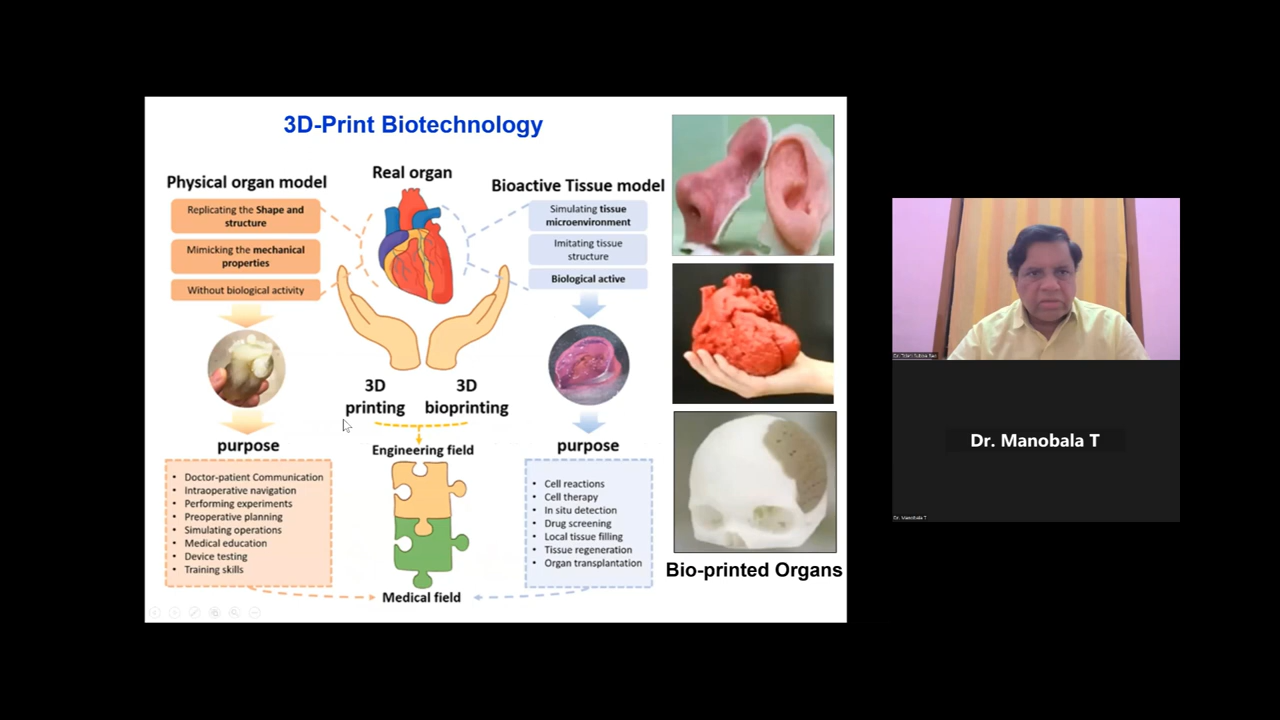 3D-Print Biotechnology
Physical organ model
Replicating the Shape and
structure
Mimicking the mechanical
properties
Without biological activity
purpose
• Doctor-patient Communication
• Intraoperative navigation
• Performing experiments
• Preoperative planning
• Simulating operations
• Medical education
• Device testing
• Training skills
Real organ
3D
printing
3D
bioprinting
Engineering field
Medical field
Bioactive Tissue model
Simulating tissue
microenvironment
Imitating tissue
structure
Biological active
purpose
• Cell reactions
• Cell therapy
• In situ detection
• Drug screening
• Local tissue filling
• Tissue regeneration
• Organ transplantation
Bio-printed Organs
Dr. Manobala T
Dr. Manobala T